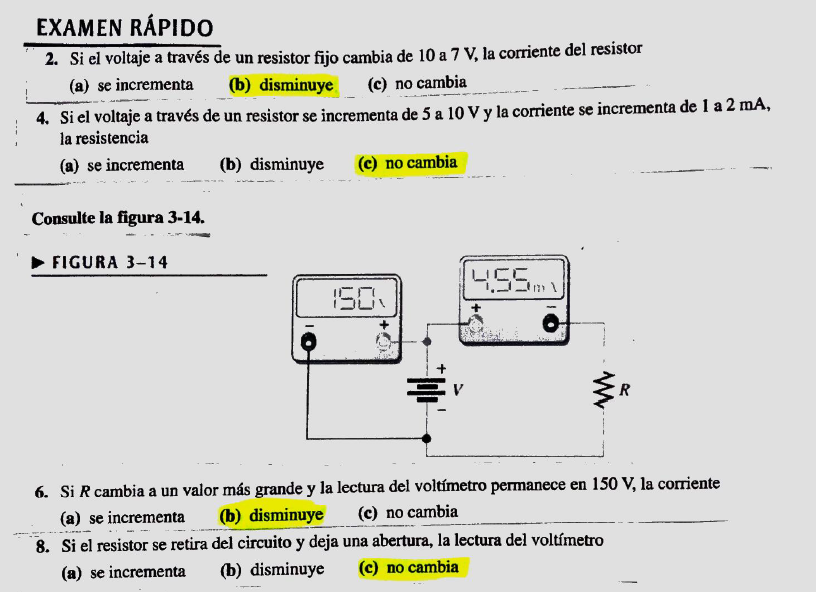 EXAMEN RÁPIDO
2. Si el voltaje a través de un resistor fijo cambia de 10 a 7 V, la corriente del resistor
(a) se incrementa (b) disminuye (c) no cambia
4. Si el voltaje a través de un resistor se incrementa de 5 a 10 V y la corriente se incrementa de 1 a 2 mA,
la resistencia
(a) se incrementa (b) disminuye (c) no cambia
Consulte la figura 3-14.
▶ FIGURA 3–14
150 V
4.55 mA
− +
+ −
+
V
−
R
6. Si R cambia a un valor más grande y la lectura del voltímetro permanece en 150 V, la corriente
(a) se incrementa (b) disminuye (c) no cambia
8. Si el resistor se retira del circuito y deja una abertura, la lectura del voltímetro
(a) se incrementa (b) disminuye (c) no cambia